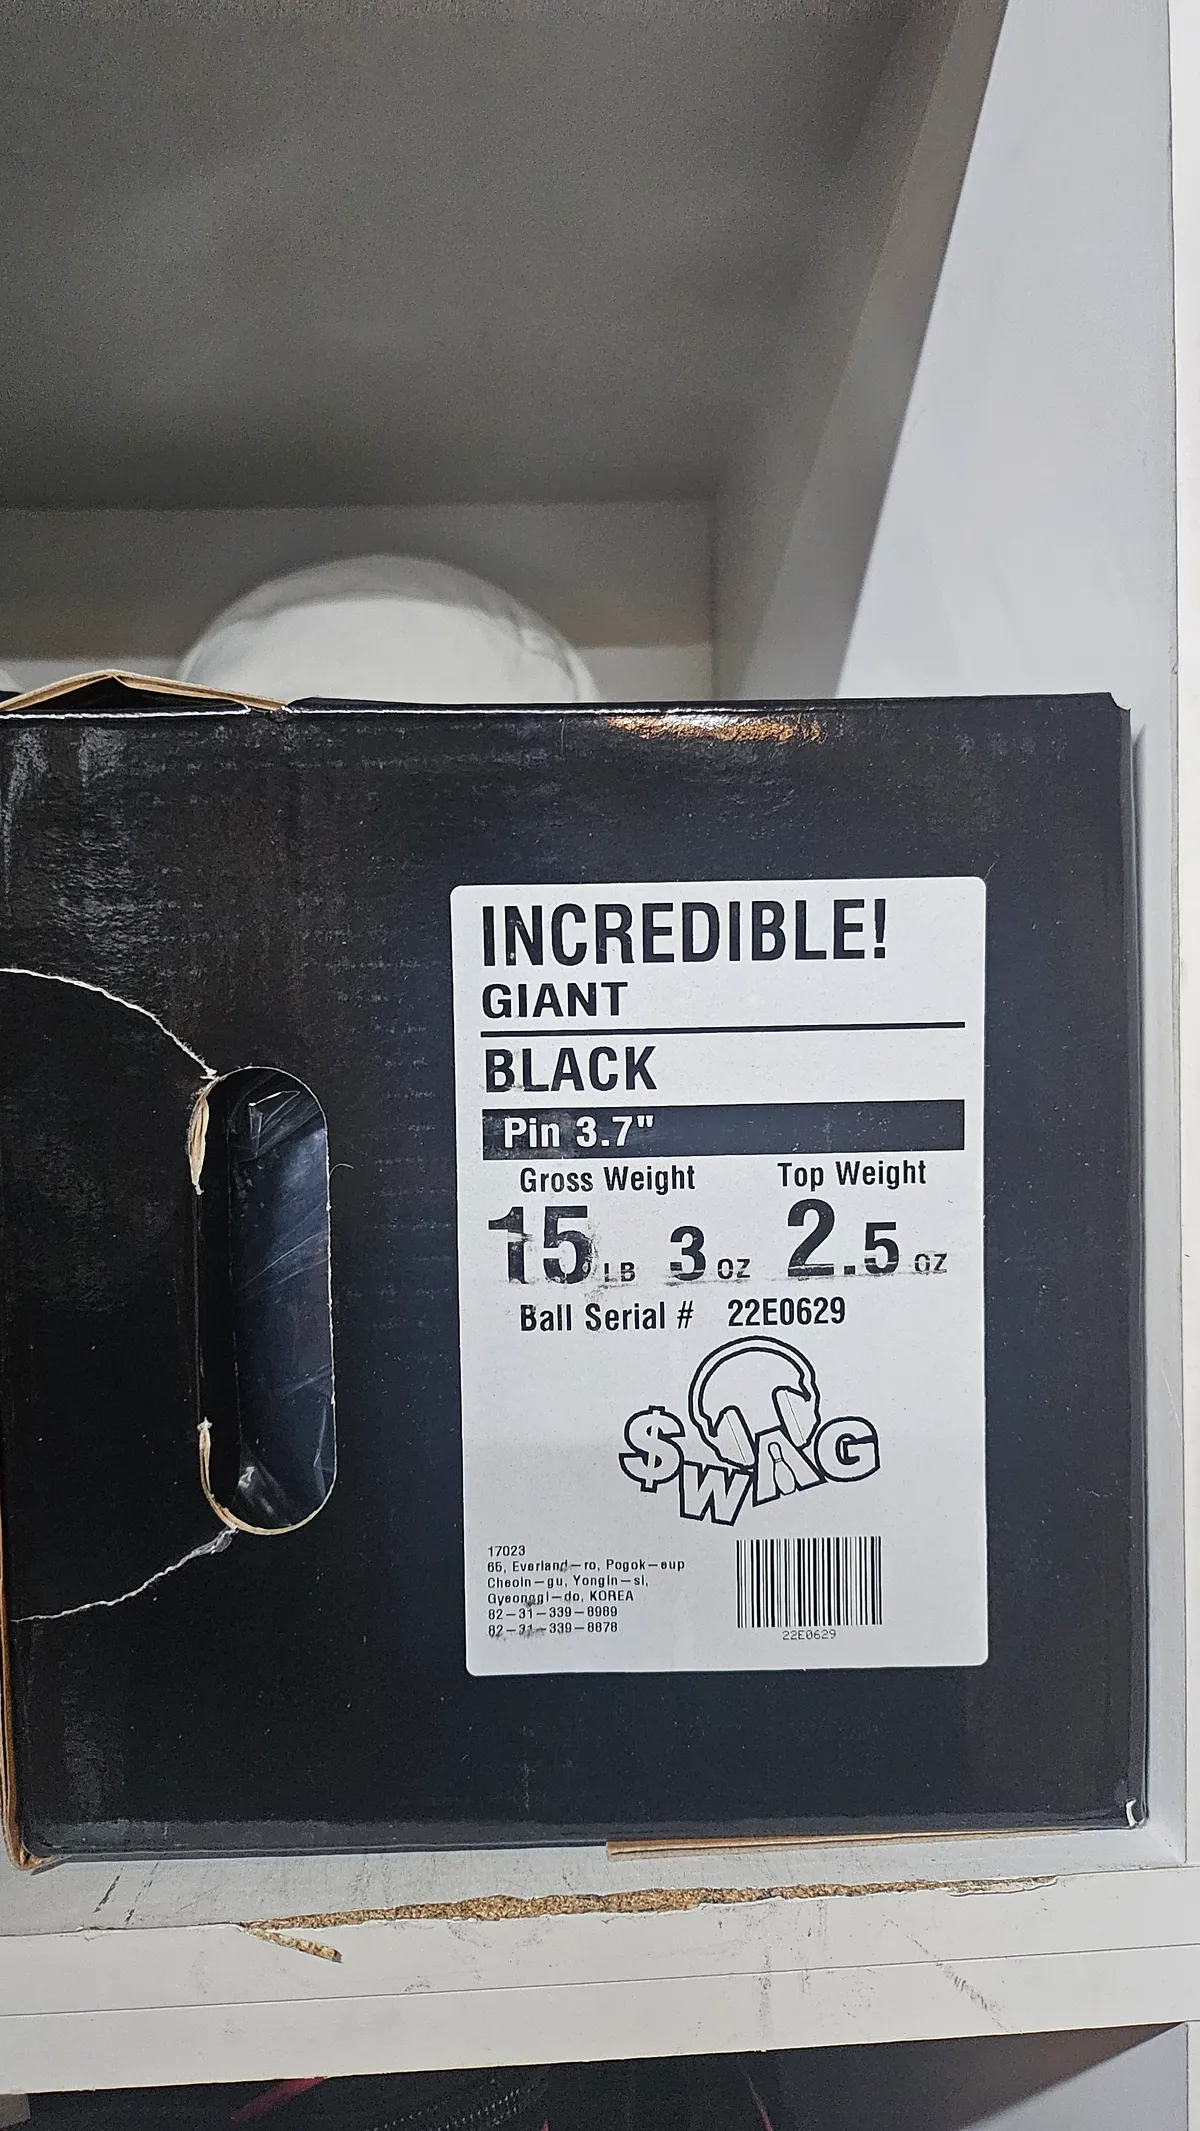 INCREDIBLE!
GIANT
BLACK
Pin 3.7"
Gross Weight Top Weight
15 LB 3 OZ 2.5 OZ
Ball Serial # 22E0629
$WAG
17023
65, Everland-ro, Pogok-eup
Cheoin-gu, Yongin-si,
Gyeonggi-do, KOREA
82-31-339-8989
82-31-339-8878
22E0629